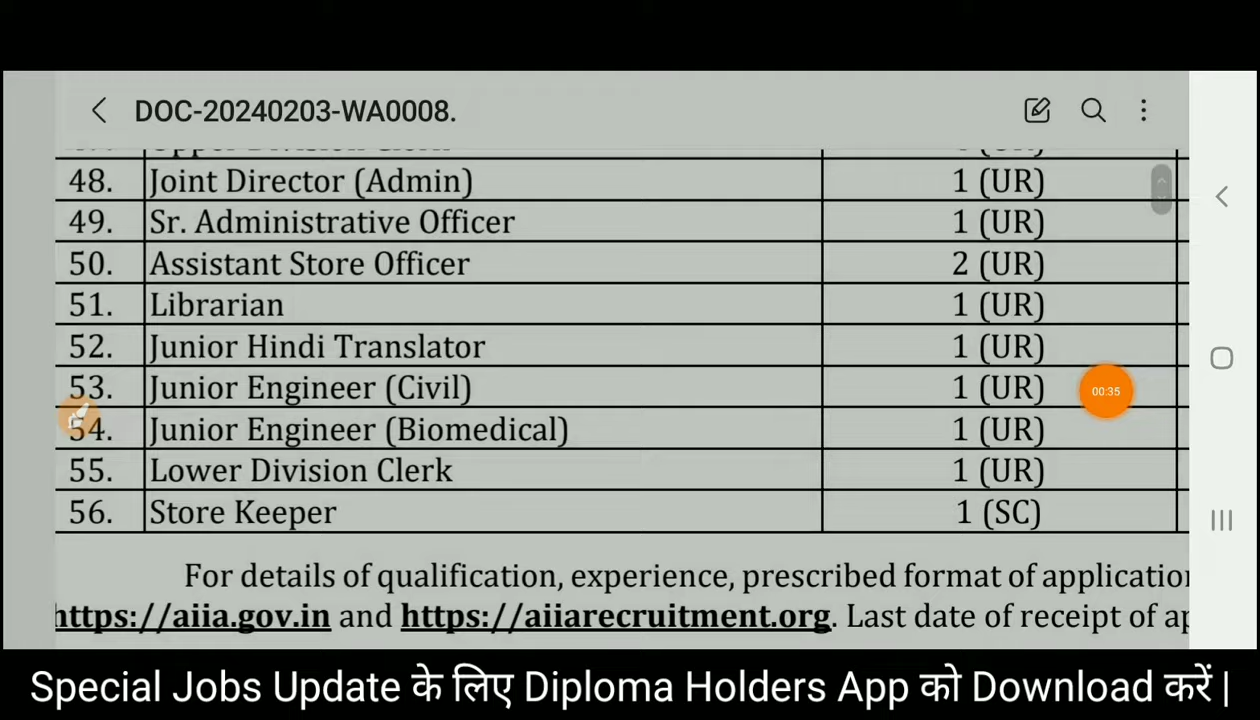 DOC-20240203-WA0008.
48. Joint Director (Admin) 1 (UR)
49. Sr. Administrative Officer 1 (UR)
50. Assistant Store Officer 2 (UR)
51. Librarian 1 (UR)
52. Junior Hindi Translator 1 (UR)
53. Junior Engineer (Civil) 1 (UR)
00:35
54. Junior Engineer (Biomedical) 1 (UR)
55. Lower Division Clerk 1 (UR)
56. Store Keeper 1 (SC)
For details of qualification, experience, prescribed format of application
https://aiia.gov.in and https://aiiarecruitment.org. Last date of receipt of ap
Special Jobs Update के लिए Diploma Holders App को Download करें |